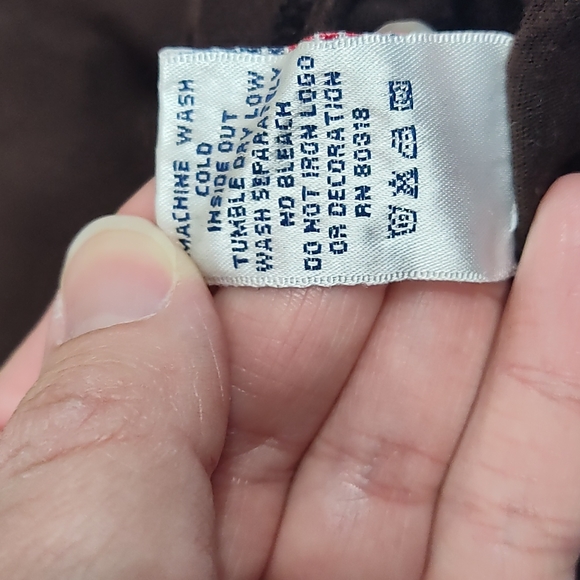 MACHINE WASH
COLD
INSIDE OUT
TUMBLE DRY LOW
WASH SEPARATELY
NO BLEACH
DO NOT IRON LOGO
OR DECORATION
RN 80318